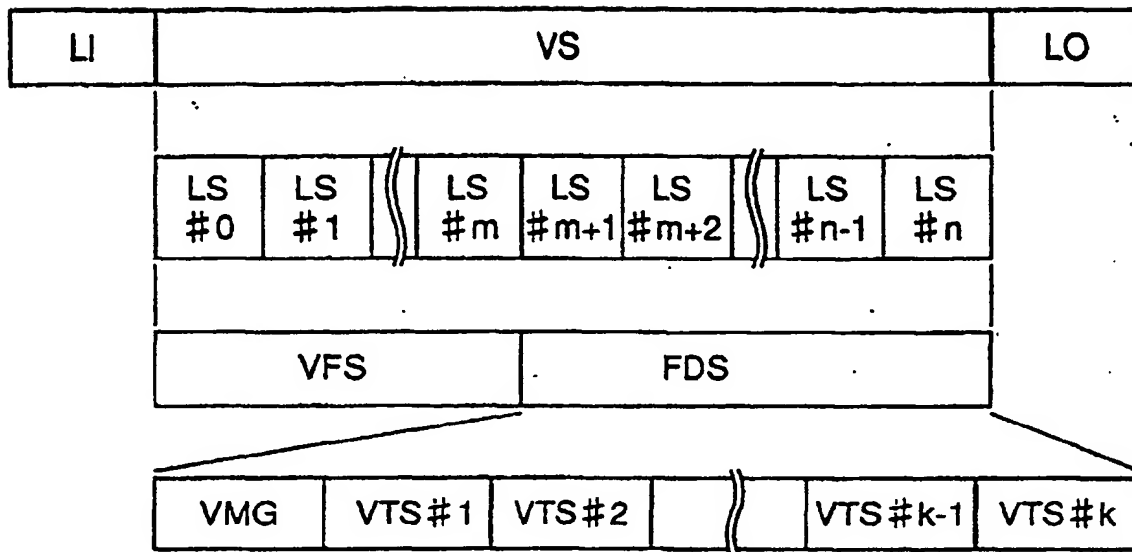 LI VS LO
LS LS LS LS LS LS LS
#0 #1 #m #m+1 #m+2 #n-1 #n
VFS FDS
VMG VTS#1 VTS#2 VTS#k-1 VTS#k